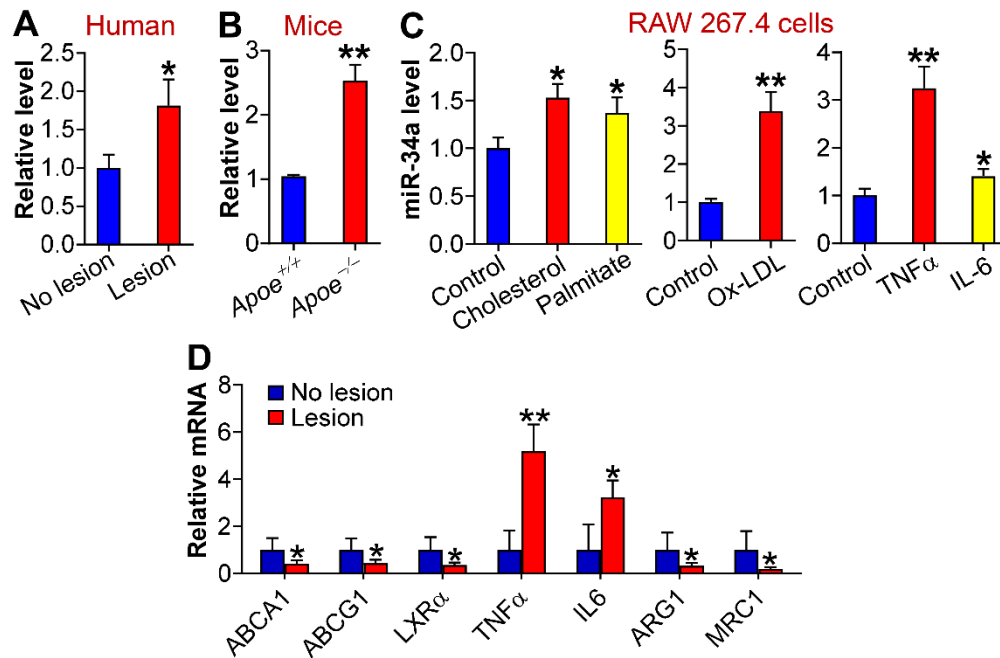 A Human
Relative level
2.5
2.0
1.5
1.0
0.5
0.0
*
No lesion
Lesion
B Mice
Relative level
3
2
1
0
**
Apoe+/+
Apoe−/−
C RAW 267.4 cells
miR-34a level
2.0
1.5
1.0
0.5
0.0
*
*
Control
Cholesterol
Palmitate
5
4
3
2
1
0
**
Control
Ox-LDL
4
3
2
1
0
**
*
Control
TNFα
IL-6
D
Relative mRNA
8
6
4
2
0
No lesion
Lesion
*
*
*
**
*
*
*
ABCA1
ABCG1
LXRα
TNFα
IL6
ARG1
MRC1